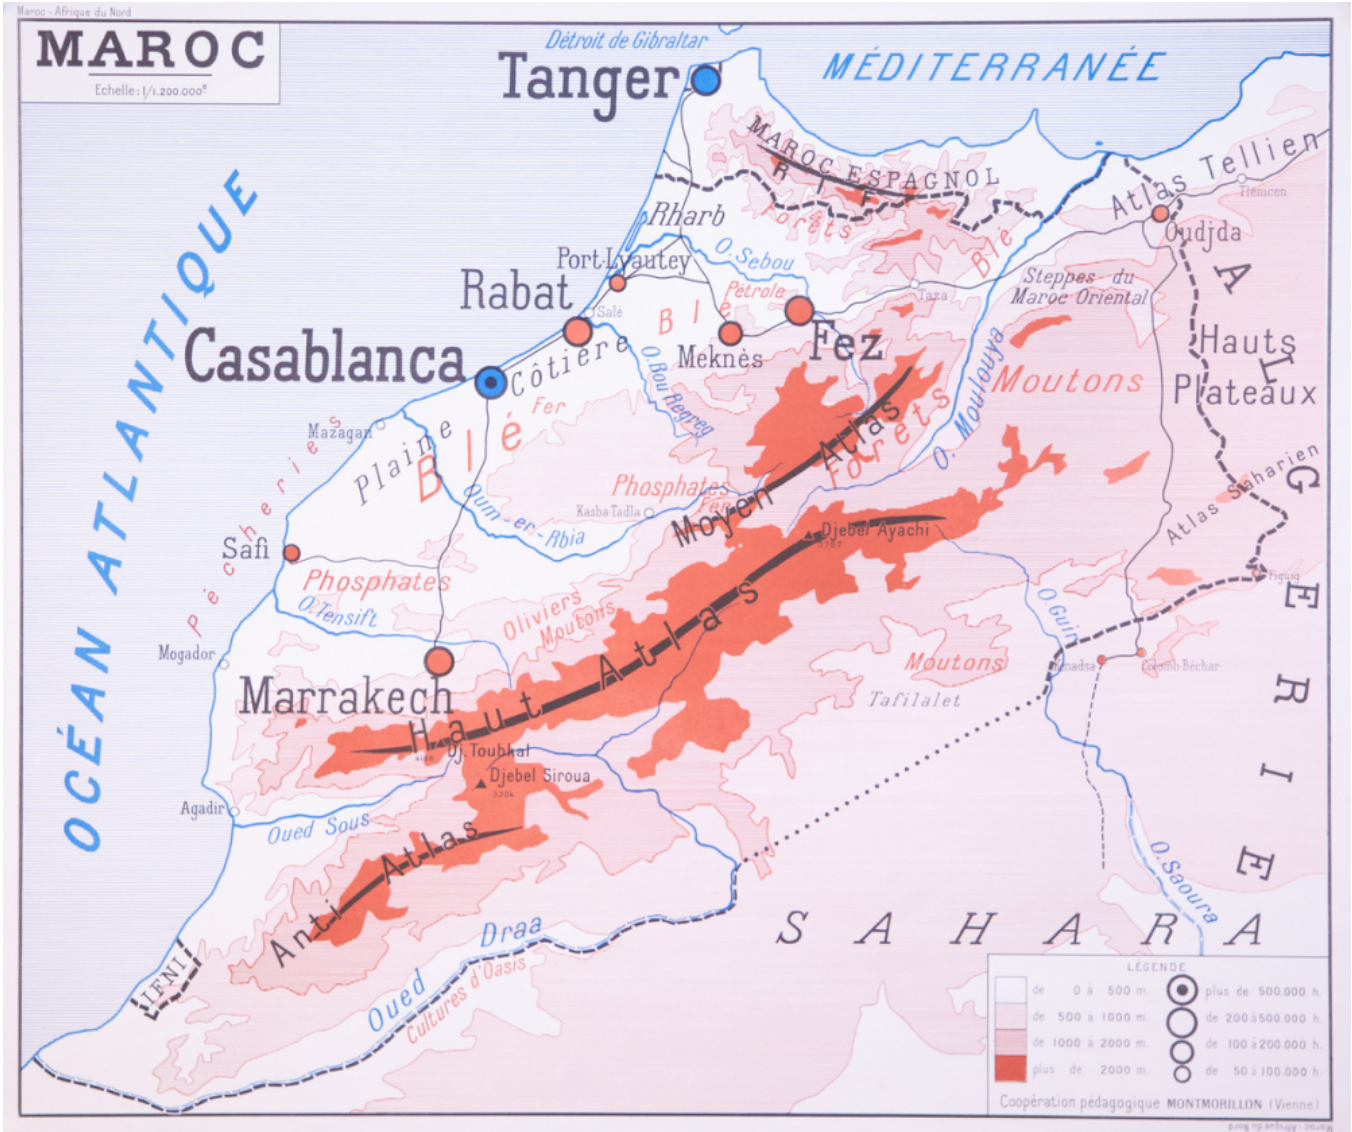 Maroc - Afrique du Nord
MAROC
Echelle: 1/1.200.000e
Détroit de Gibraltar
Tanger
MÉDITERRANÉE
MAROC ESPAGNOL
RIF
Forêts
Atlas Tellien
Tlemcen
Oudjda
Rharb
Port-Lyautey
O. Sebou
Blé
Rabat
Salé
Pétrole
Taza
Steppes du
Maroc Oriental
Blé
Meknès
Fez
Casablanca
Plaine Côtière
O. Bou Regreg
O. Moulouya
Moutons
Hauts
Plateaux
ALGERIE
OCÉAN ATLANTIQUE
Fer
Mazagan
Blé
Pêcheries
Moyen Atlas
Forêts
Phosphates
Fer
Kasba-Tadla
Oum-er-Rbia
Atlas Saharien
Djebel Ayachi
3767
Safi
Phosphates
O. Tensift
Oliviers
Moutons
Figuig
O. Guir
Mogador
Marrakech
Haut Atlas
Moutons
Tafilalet
Kenadsa
Colomb-Béchar
Dj. Toubkal
Djebel Siroua
3304
Agadir
Oued Sous
Anti Atlas
O. Saoura
SAHARA
IFNI
Oued Draa
Cultures d'Oasis
LÉGENDE
de 0 à 500 m.
plus de 500.000 h.
de 500 à 1000 m.
de 200 à 500.000 h.
de 1000 à 2000 m.
de 100 à 200.000 h.
plus de 2000 m.
de 50 à 100.000 h.
Coopération pédagogique MONTMORILLON (Vienne)
Maroc - Afrique du Nord